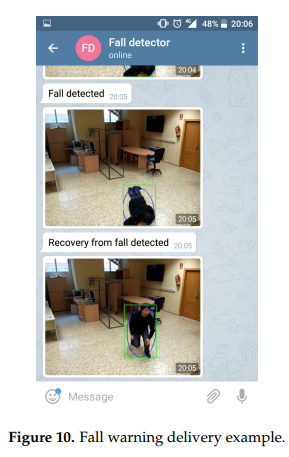 48% 20:06
FD
Fall detector
online
20:04
Fall detected 20:05
20:05
Recovery from fall detected 20:05
20:05
Message
Figure 10. Fall warning delivery example.